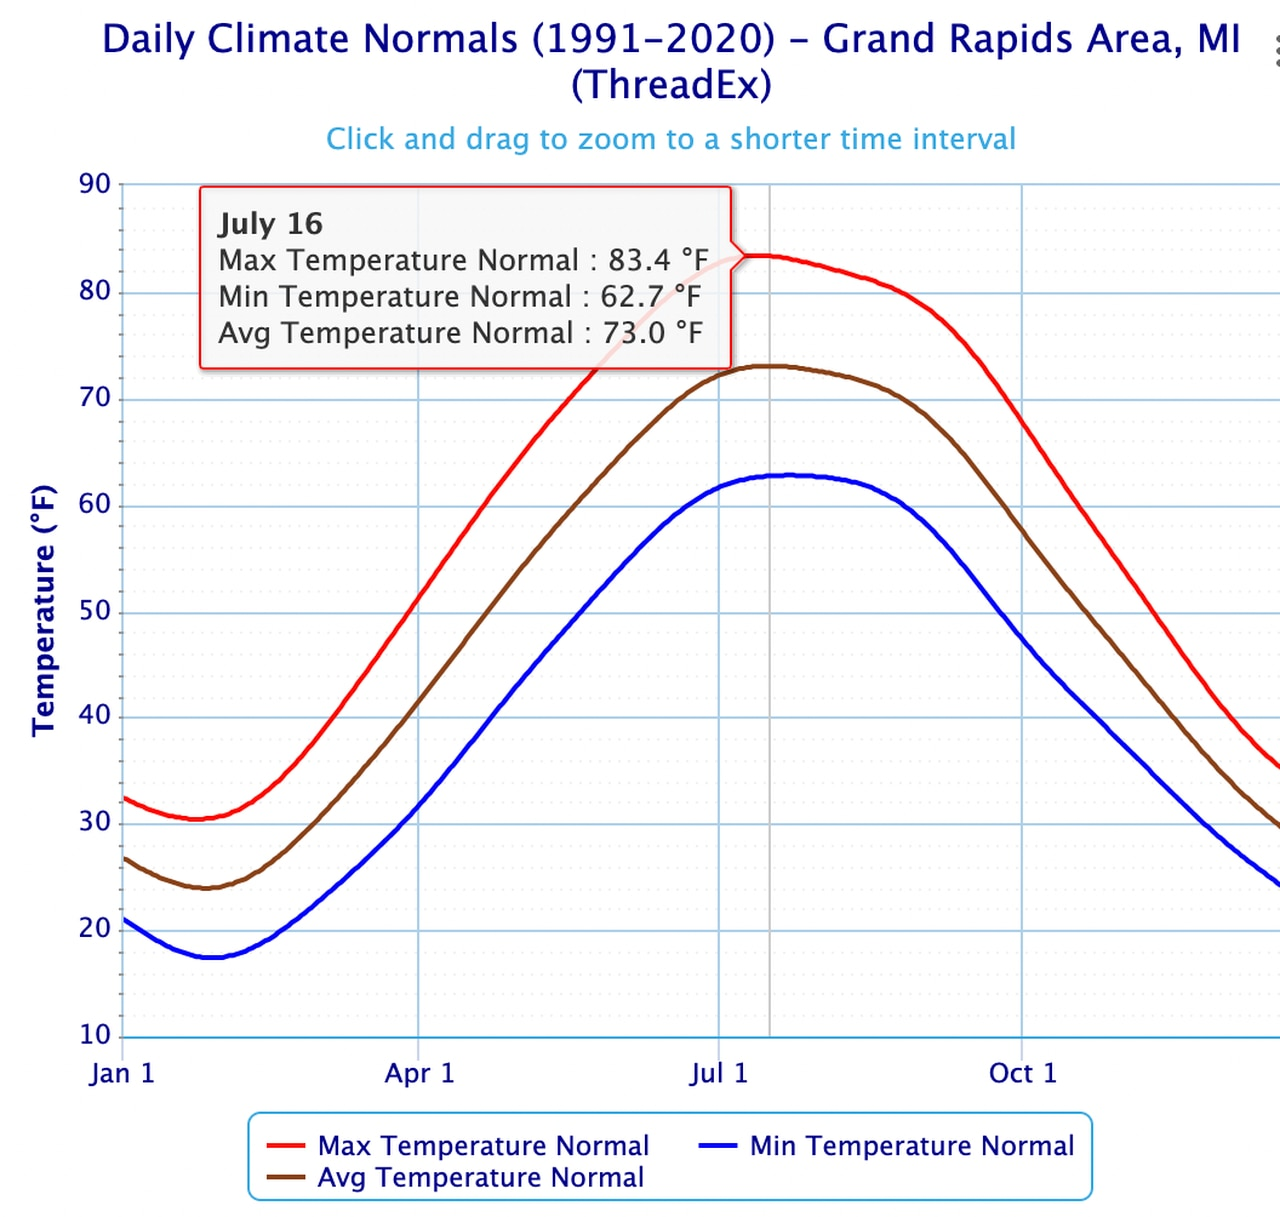 Daily Climate Normals (1991–2020) – Grand Rapids Area, MI
(ThreadEx)
Click and drag to zoom to a shorter time interval
July 16
Max Temperature Normal : 83.4 °F
Min Temperature Normal : 62.7 °F
Avg Temperature Normal : 73.0 °F
Temperature (°F)
90
80
70
60
50
40
30
20
10
Jan 1
Apr 1
Jul 1
Oct 1
Max Temperature Normal
Min Temperature Normal
Avg Temperature Normal